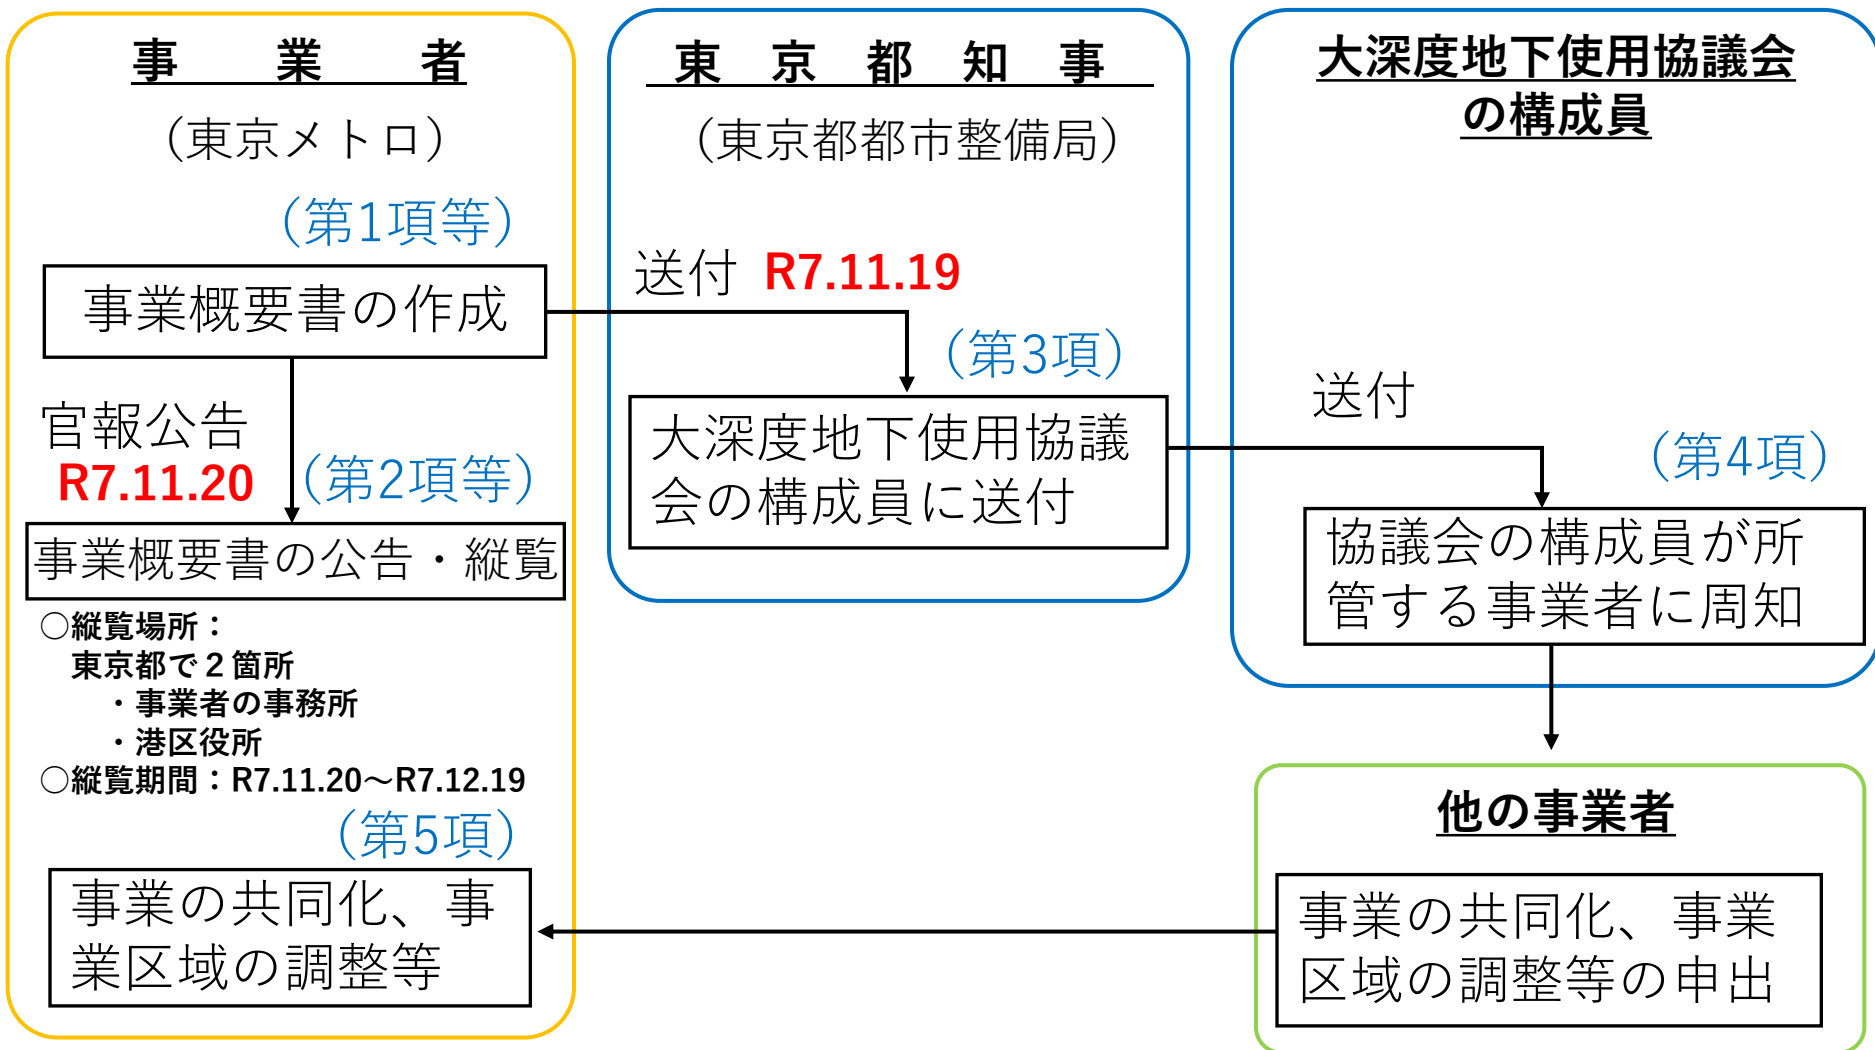 事業者
（東京メトロ）
（第1項等）
事業概要書の作成
官報公告
R7.11.20
（第2項等）
事業概要書の公告・縦覧
○縦覧場所：
東京都で２箇所
・事業者の事務所
・港区役所
○縦覧期間：R7.11.20～R7.12.19
（第5項）
事業の共同化、事
業区域の調整等
東京都知事
（東京都都市整備局）
送付 R7.11.19
（第3項）
大深度地下使用協議
会の構成員に送付
大深度地下使用協議会
の構成員
送付
（第4項）
協議会の構成員が所
管する事業者に周知
他の事業者
事業の共同化、事業
区域の調整等の申出